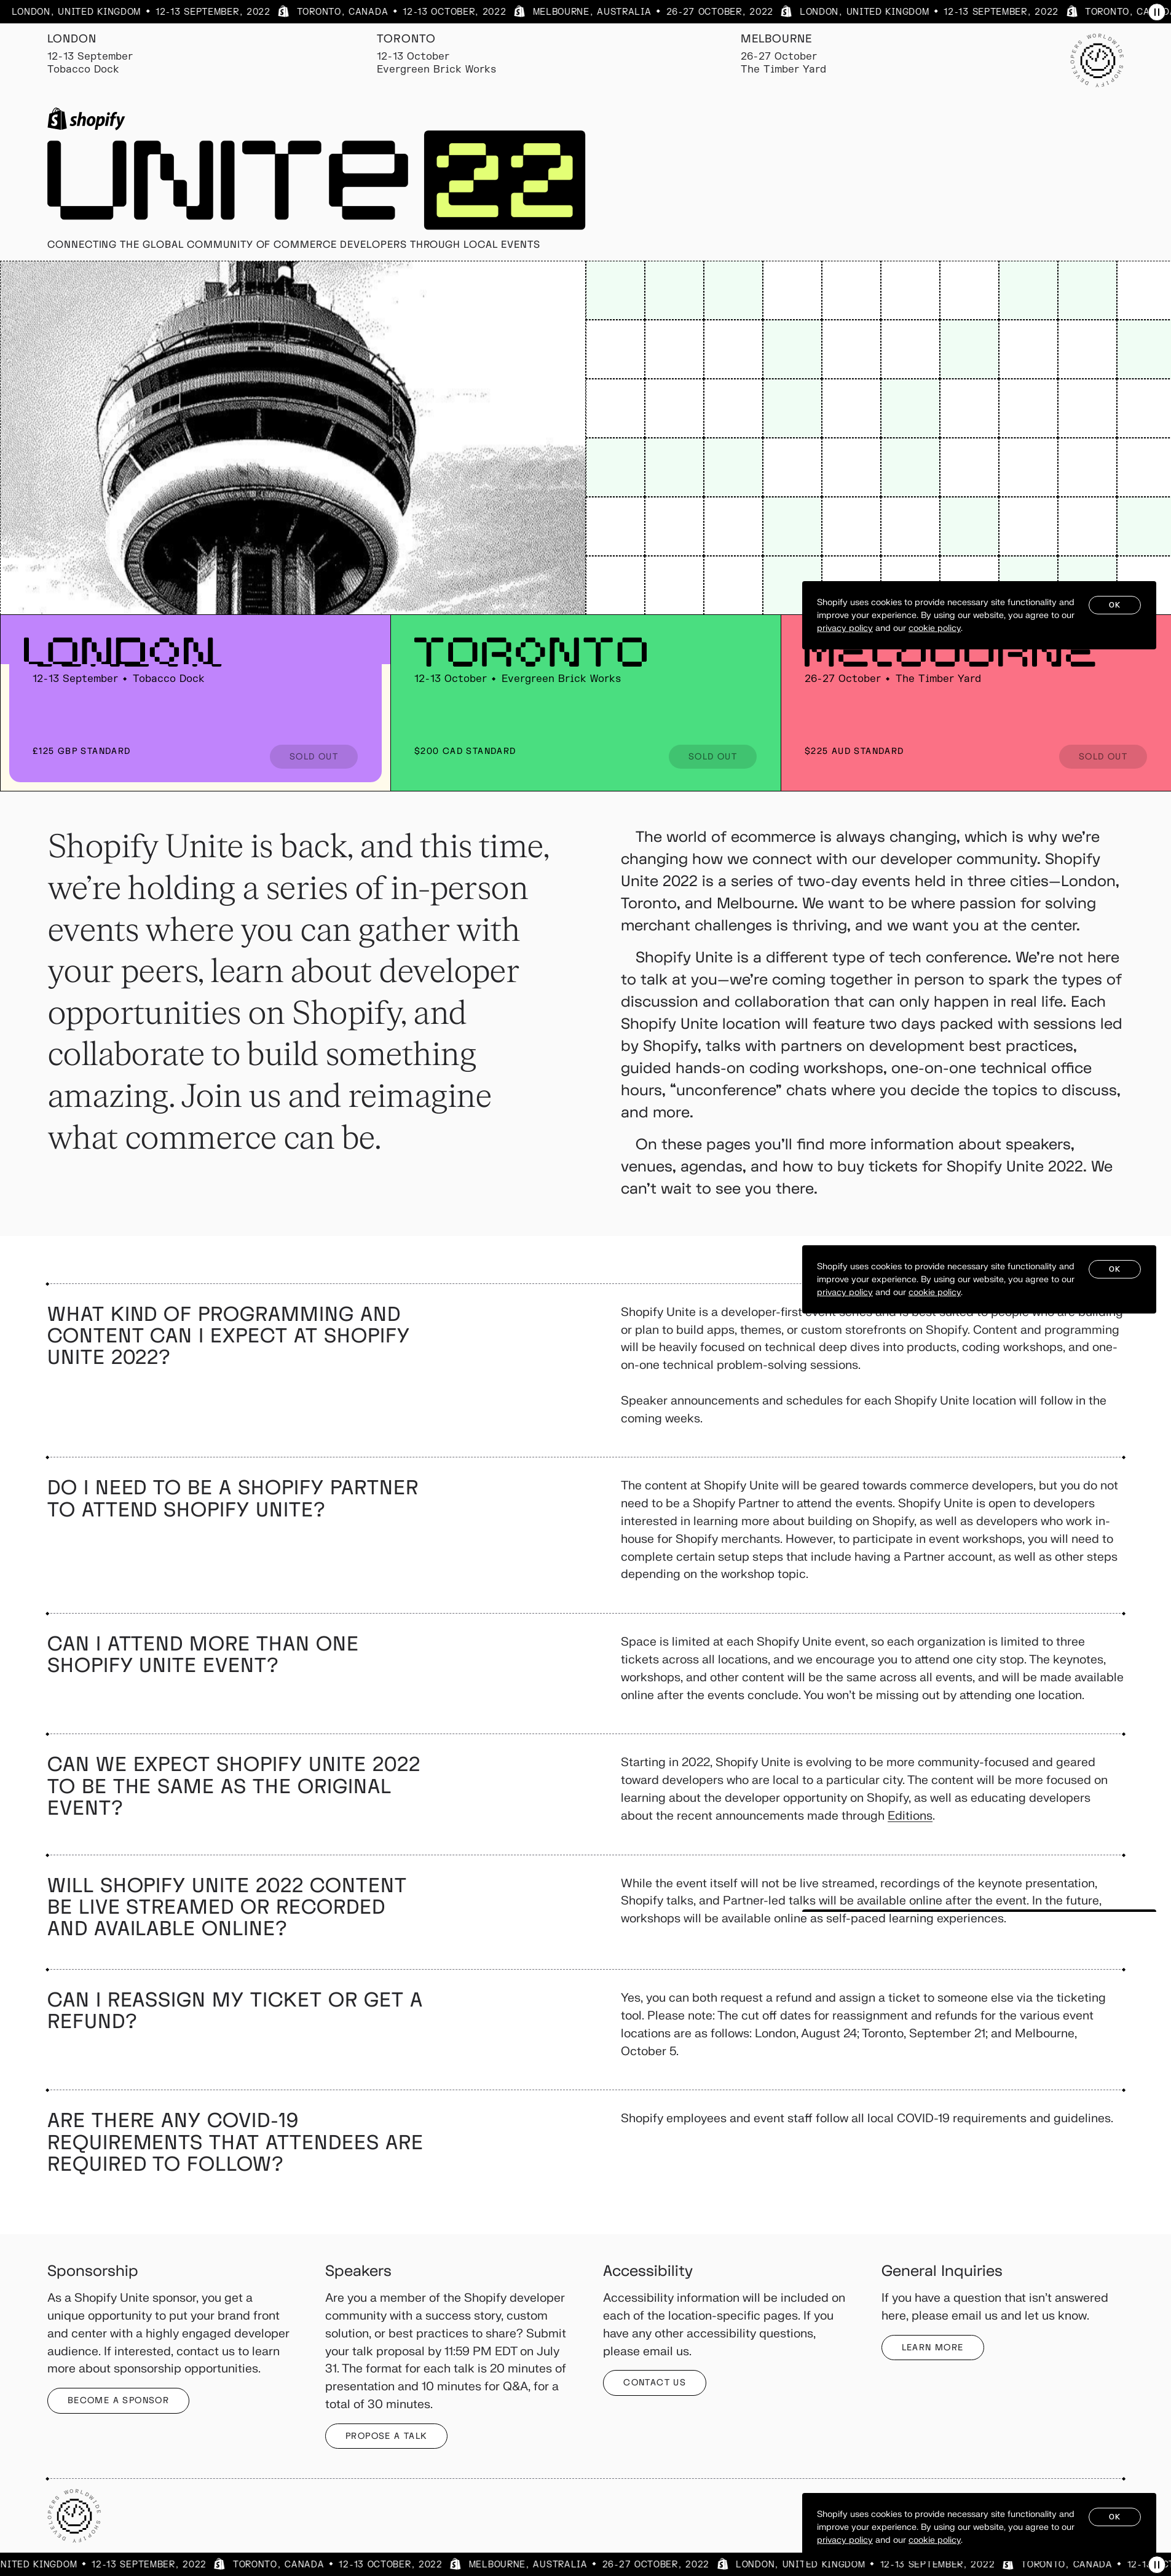 LONDON, UNITED KINGDOM • 12-13 SEPTEMBER, 2022 TORONTO, CANADA • 12-13 OCTOBER, 2022 MELBOURNE, AUSTRALIA • 26-27 OCTOBER, 2022 LONDON, UNITED KINGDOM • 12-13 SEPTEMBER, 2022 TORONTO,
LONDON
12-13 September
Tobacco Dock
TORONTO
12-13 October
Evergreen Brick Works
MELBOURNE
26-27 October
The Timber Yard
DEVELOPERS WORLDWIDE SHOPIFY
shopify
UNITE 22
CONNECTING THE GLOBAL COMMUNITY OF COMMERCE DEVELOPERS THROUGH LOCAL EVENTS
Shopify uses cookies to provide necessary site functionality and
improve your experience. By using our website, you agree to our
privacy policy and our cookie policy.
OK
LONDON
12-13 September • Tobacco Dock
£125 GBP STANDARD
SOLD OUT
TORONTO
12-13 October • Evergreen Brick Works
$200 CAD STANDARD
SOLD OUT
MELBOURNE
26-27 October • The Timber Yard
$225 AUD STANDARD
SOLD OUT
Shopify Unite is back, and this time,
we’re holding a series of in-person
events where you can gather with
your peers, learn about developer
opportunities on Shopify, and
collaborate to build something
amazing. Join us and reimagine
what commerce can be.
The world of ecommerce is always changing, which is why we’re
changing how we connect with our developer community. Shopify
Unite 2022 is a series of two-day events held in three cities—London,
Toronto, and Melbourne. We want to be where passion for solving
merchant challenges is thriving, and we want you at the center.
Shopify Unite is a different type of tech conference. We’re not here
to talk at you—we’re coming together in person to spark the types of
discussion and collaboration that can only happen in real life. Each
Shopify Unite location will feature two days packed with sessions led
by Shopify, talks with partners on development best practices,
guided hands-on coding workshops, one-on-one technical office
hours, “unconference” chats where you decide the topics to discuss,
and more.
On these pages you’ll find more information about speakers,
venues, agendas, and how to buy tickets for Shopify Unite 2022. We
can’t wait to see you there.
Shopify uses cookies to provide necessary site functionality and
improve your experience. By using our website, you agree to our
privacy policy and our cookie policy.
OK
WHAT KIND OF PROGRAMMING AND
CONTENT CAN I EXPECT AT SHOPIFY
UNITE 2022?
Shopify Unite is a developer-first event series and is best suited to people who are building
or plan to build apps, themes, or custom storefronts on Shopify. Content and programming
will be heavily focused on technical deep dives into products, coding workshops, and one-
on-one technical problem-solving sessions.
Speaker announcements and schedules for each Shopify Unite location will follow in the
coming weeks.
DO I NEED TO BE A SHOPIFY PARTNER
TO ATTEND SHOPIFY UNITE?
The content at Shopify Unite will be geared towards commerce developers, but you do not
need to be a Shopify Partner to attend the events. Shopify Unite is open to developers
interested in learning more about building on Shopify, as well as developers who work in-
house for Shopify merchants. However, to participate in event workshops, you will need to
complete certain setup steps that include having a Partner account, as well as other steps
depending on the workshop topic.
CAN I ATTEND MORE THAN ONE
SHOPIFY UNITE EVENT?
Space is limited at each Shopify Unite event, so each organization is limited to three
tickets across all locations, and we encourage you to attend one city stop. The keynotes,
workshops, and other content will be the same across all events, and will be made available
online after the events conclude. You won’t be missing out by attending one location.
CAN WE EXPECT SHOPIFY UNITE 2022
TO BE THE SAME AS THE ORIGINAL
EVENT?
Starting in 2022, Shopify Unite is evolving to be more community-focused and geared
toward developers who are local to a particular city. The content will be more focused on
learning about the developer opportunity on Shopify, as well as educating developers
about the recent announcements made through Editions.
WILL SHOPIFY UNITE 2022 CONTENT
BE LIVE STREAMED OR RECORDED
AND AVAILABLE ONLINE?
While the event itself will not be live streamed, recordings of the keynote presentation,
Shopify talks, and Partner-led talks will be available online after the event. In the future,
workshops will be available online as self-paced learning experiences.
CAN I REASSIGN MY TICKET OR GET A
REFUND?
Yes, you can both request a refund and assign a ticket to someone else via the ticketing
tool. Please note: The cut off dates for reassignment and refunds for the various event
locations are as follows: London, August 24; Toronto, September 21; and Melbourne,
October 5.
ARE THERE ANY COVID-19
REQUIREMENTS THAT ATTENDEES ARE
REQUIRED TO FOLLOW?
Shopify employees and event staff follow all local COVID-19 requirements and guidelines.
Sponsorship
As a Shopify Unite sponsor, you get a
unique opportunity to put your brand front
and center with a highly engaged developer
audience. If interested, contact us to learn
more about sponsorship opportunities.
BECOME A SPONSOR
Speakers
Are you a member of the Shopify developer
community with a success story, custom
solution, or best practices to share? Submit
your talk proposal by 11:59 PM EDT on July
31. The format for each talk is 20 minutes of
presentation and 10 minutes for Q&A, for a
total of 30 minutes.
PROPOSE A TALK
Accessibility
Accessibility information will be included on
each of the location-specific pages. If you
have any other accessibility questions,
please email us.
CONTACT US
General Inquiries
If you have a question that isn’t answered
here, please email us and let us know.
LEARN MORE
DEVELOPERS WORLDWIDE SHOPIFY
Shopify uses cookies to provide necessary site functionality and
improve your experience. By using our website, you agree to our
privacy policy and our cookie policy.
OK
NITED KINGDOM • 12-13 SEPTEMBER, 2022 TORONTO, CANADA • 12-13 OCTOBER, 2022 MELBOURNE, AUSTRALIA • 26-27 OCTOBER, 2022 LONDON, UNITED KINGDOM • 12-13 SEPTEMBER, 2022 TORONTO, CANADA •